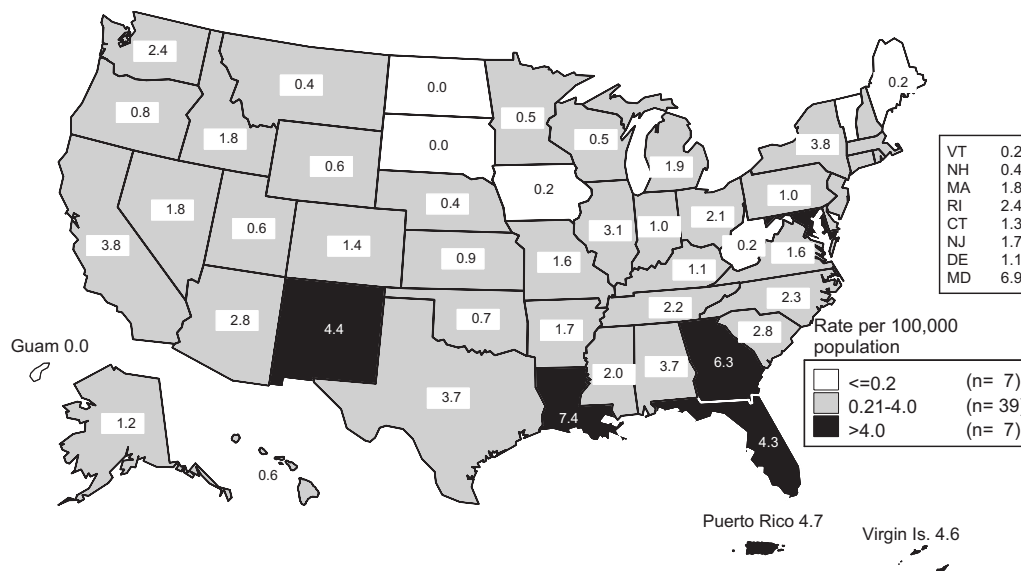 2.4
0.4
0.0
0.5
0.2
0.8
1.8
0.6
0.0
0.5
1.9
3.8
1.8
0.6
0.4
0.2
3.1
1.0
2.1
1.0
0.2
3.8
1.4
0.9
1.6
1.1
1.6
2.8
4.4
0.7
1.7
2.2
2.3
2.8
3.7
2.0
3.7
6.3
7.4
4.3
VT 0.2
NH 0.4
MA 1.8
RI 2.4
CT 1.3
NJ 1.7
DE 1.1
MD 6.9
Rate per 100,000
population
<=0.2 (n= 7)
0.21-4.0 (n= 39)
>4.0 (n= 7)
Guam 0.0
1.2
0.6
Puerto Rico 4.7
Virgin Is. 4.6